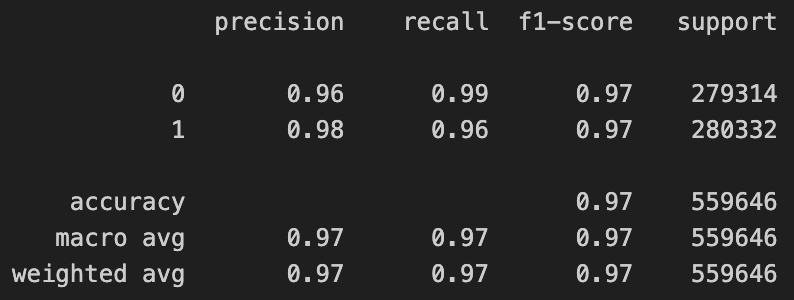 precision recall f1-score support
0 0.96 0.99 0.97 279314
1 0.98 0.96 0.97 280332
accuracy 0.97 559646
macro avg 0.97 0.97 0.97 559646
weighted avg 0.97 0.97 0.97 559646